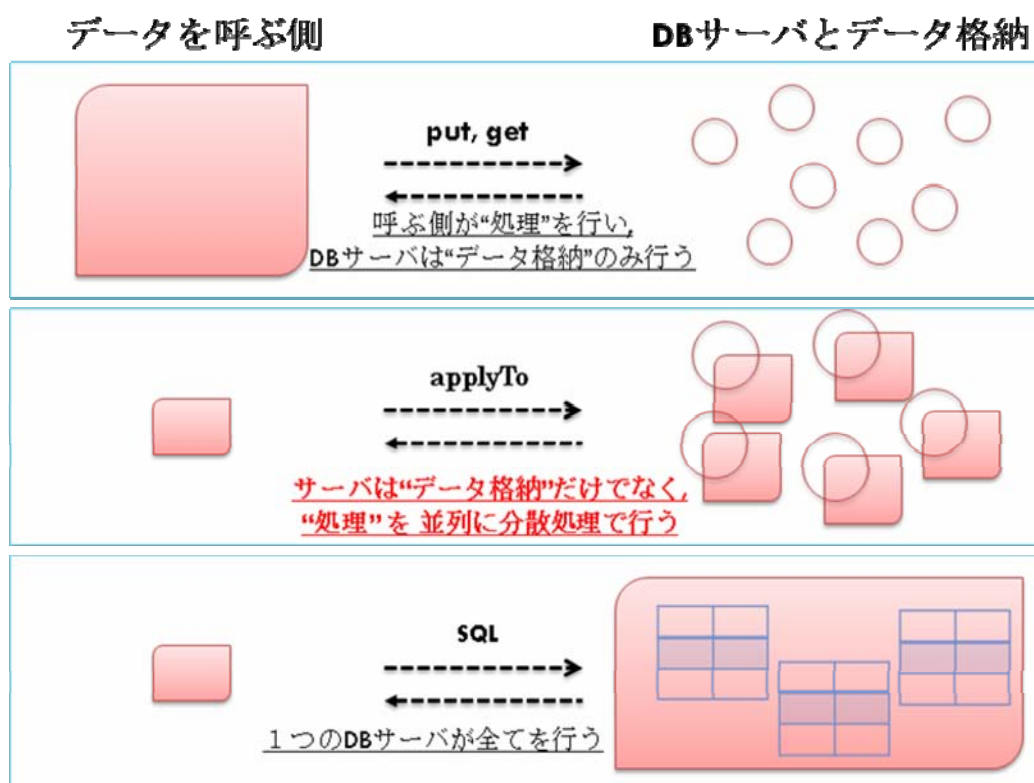 データを呼ぶ側
DBサーバとデータ格納
put, get
呼ぶ側が“処理”を行い,
DBサーバは“データ格納”のみ行う
applyTo
サーバは“データ格納”だけでなく,
“処理”を 並列に分散処理で行う
SQL
１つのDBサーバが全てを行う